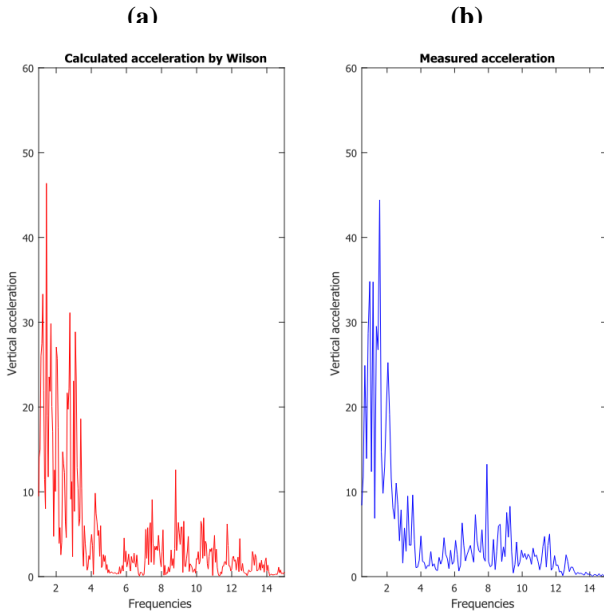 (a)
(b)
Calculated acceleration by Wilson
Measured acceleration
60
50
40
30
20
10
0
Vertical acceleration
2 4 6 8 10 12 14
Frequencies
60
50
40
30
20
10
0
Vertical acceleration
2 4 6 8 10 12 14
Frequencies